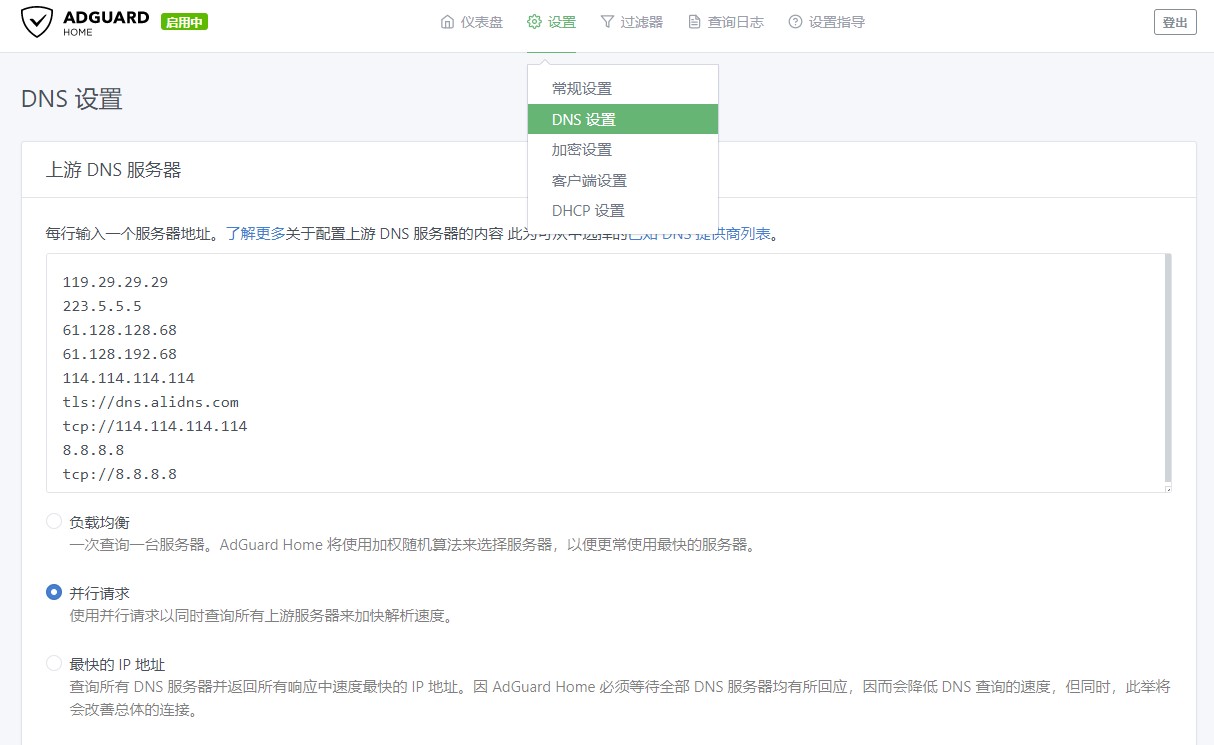 ADGUARD
HOME
启用中
仪表盘
设置
过滤器
查询日志
设置指导
登出
常规设置
DNS 设置
加密设置
客户端设置
DHCP 设置
DNS 设置
上游 DNS 服务器
每行输入一个服务器地址。了解更多关于配置上游 DNS 服务器的内容 此为可从中选择的已知 DNS 提供商列表。
119.29.29.29
223.5.5.5
61.128.128.68
61.128.192.68
114.114.114.114
tls://dns.alidns.com
tcp://114.114.114.114
8.8.8.8
tcp://8.8.8.8
负载均衡
一次查询一台服务器。AdGuard Home 将使用加权随机算法来选择服务器，以便更常使用最快的服务器。
并行请求
使用并行请求以同时查询所有上游服务器来加快解析速度。
最快的 IP 地址
查询所有 DNS 服务器并返回所有响应中速度最快的 IP 地址。因 AdGuard Home 必须等待全部 DNS 服务器均有所回应，因而会降低 DNS 查询的速度，但同时，此举将
会改善总体的连接。